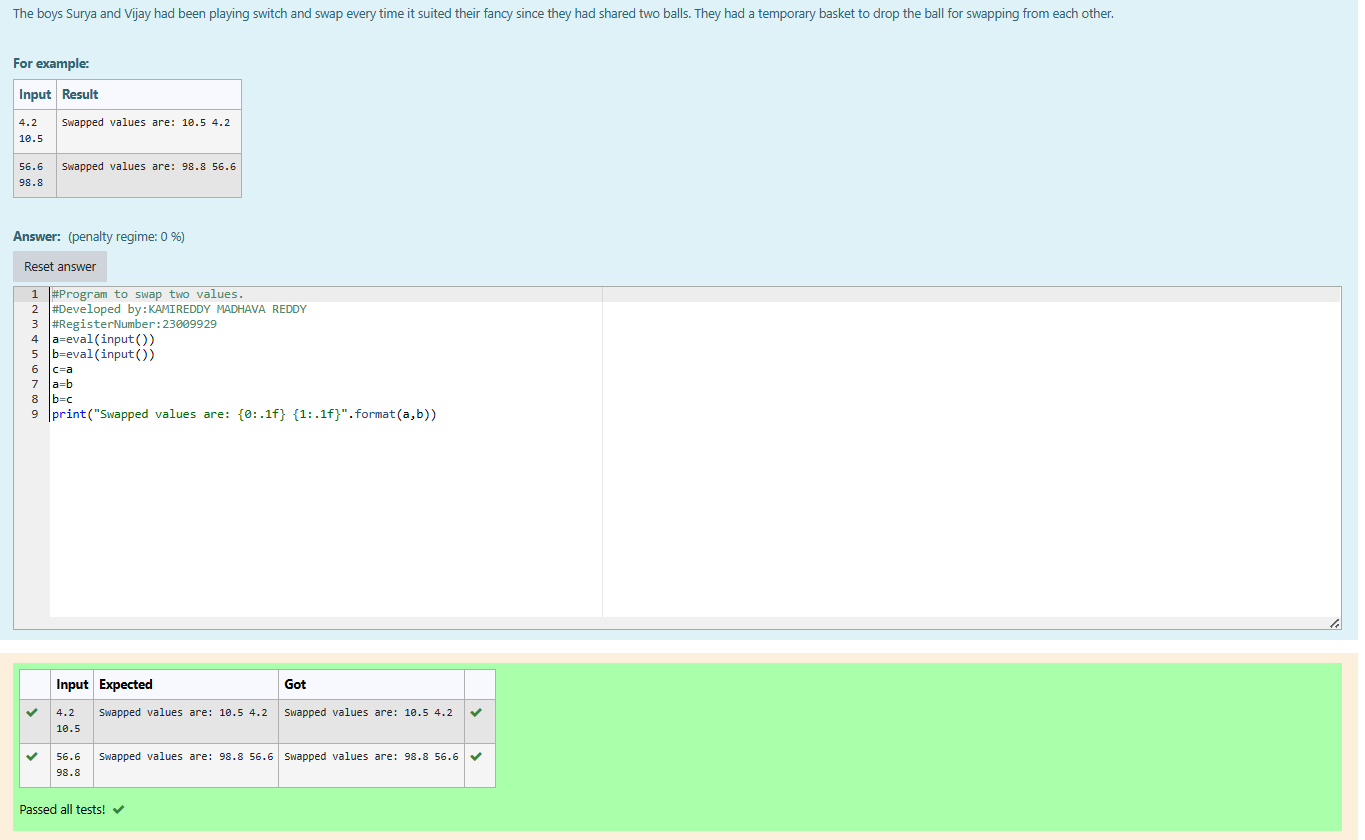 The boys Surya and Vijay had been playing switch and swap every time it suited their fancy since they had shared two balls. They had a temporary basket to drop the ball for swapping from each other.
For example:
Input Result
4.2 Swapped values are: 10.5 4.2
10.5
56.6 Swapped values are: 98.8 56.6
98.8
Answer: (penalty regime: 0 %)
Reset answer
1 #Program to swap two values.
2 #Developed by:KAMIREDDY MADHAVA REDDY
3 #RegisterNumber:23009929
4 a=eval(input())
5 b=eval(input())
6 c=a
7 a=b
8 b=c
9 print("Swapped values are: {0:.1f} {1:.1f}".format(a,b))
Input Expected Got
4.2 Swapped values are: 10.5 4.2 Swapped values are: 10.5 4.2
10.5
56.6 Swapped values are: 98.8 56.6 Swapped values are: 98.8 56.6
98.8
Passed all tests!